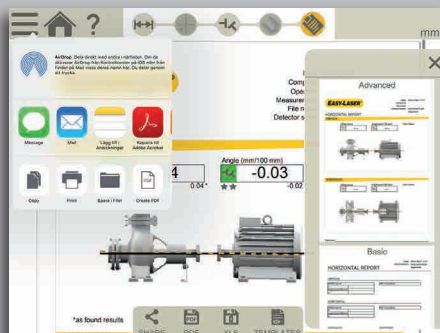 ?
mm
AirDrop. Dela direkt med andra i närheten. Om de
aktiverar AirDrop från Kontrollcenter på iOS eller från
Finder på Mac visas deras namn här. Du delar genom
att trycka.
Message
Mail
Lägg till i
Anteckningar
Kopiera till
Adobe Acrobat
Copy
Print
Spara i Filer
Create PDF
Comp
Ope
Measurem
File n
Detector s
4
0.04
Angle (mm/100 mm)
-0.03
-0.02
*as found results
SHARE PDF XLS TEMPLATES
Advanced
EASY-LASER
HORIZONTAL REPORT
Basic
HORIZONTAL REPORT